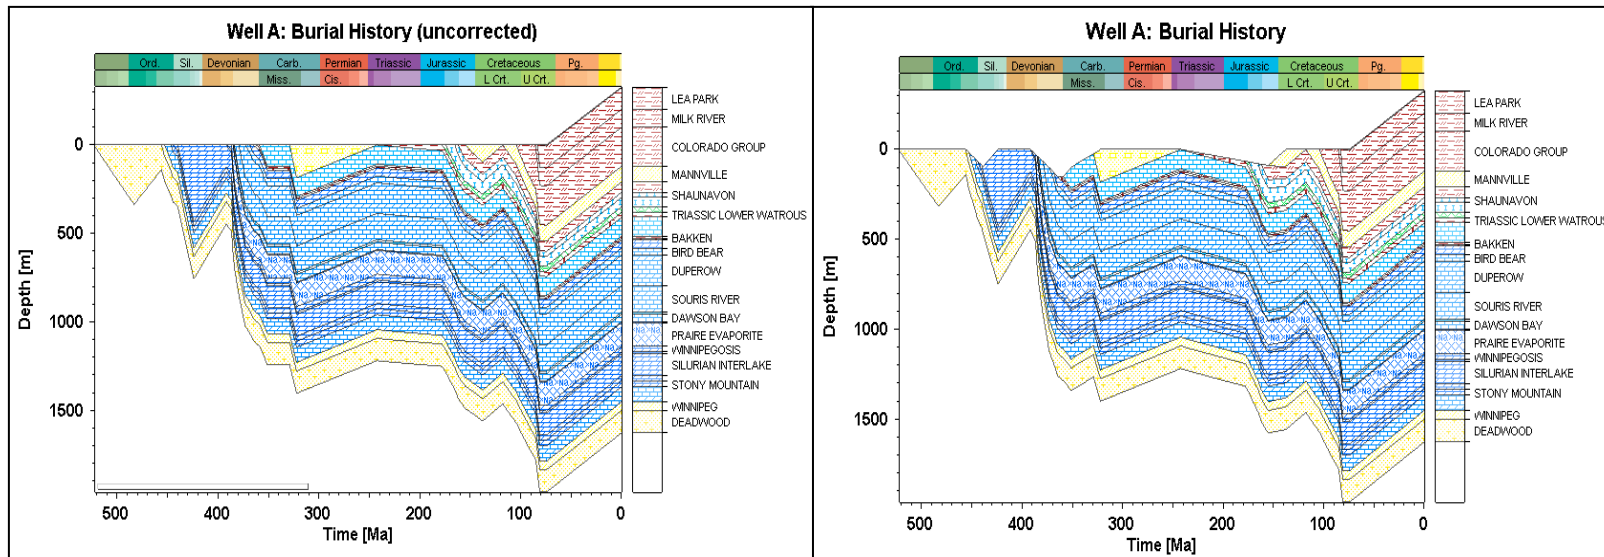 Well A: Burial History (uncorrected)
Ord. Sil. Devonian Carb. Permian Triassic Jurassic Cretaceous Pg.
Miss. Cis. L Crt. U Crt.
LEA PARK
MILK RIVER
COLORADO GROUP
MANNVILLE
SHAUNAVON
TRIASSIC LOWER WATROUS
BAKKEN
BIRD BEAR
DUPEROW
SOURIS RIVER
DAWSON BAY
PRAIRE EVAPORITE
WINNIPEGOSIS
SILURIAN INTERLAKE
STONY MOUNTAIN
WINNIPEG
DEADWOOD
0
500
1000
1500
Depth [m]
500 400 300 200 100 0
Time [Ma]
Well A: Burial History
Ord. Sil. Devonian Carb. Permian Triassic Jurassic Cretaceous Pg.
Miss. Cis. L Crt. U Crt.
LEA PARK
MILK RIVER
COLORADO GROUP
MANNVILLE
SHAUNAVON
TRIASSIC LOWER WATROUS
BAKKEN
BIRD BEAR
DUPEROW
SOURIS RIVER
DAWSON BAY
PRAIRE EVAPORITE
WINNIPEGOSIS
SILURIAN INTERLAKE
STONY MOUNTAIN
WINNIPEG
DEADWOOD
0
500
1000
1500
Depth [m]
500 400 300 200 100 0
Time [Ma]